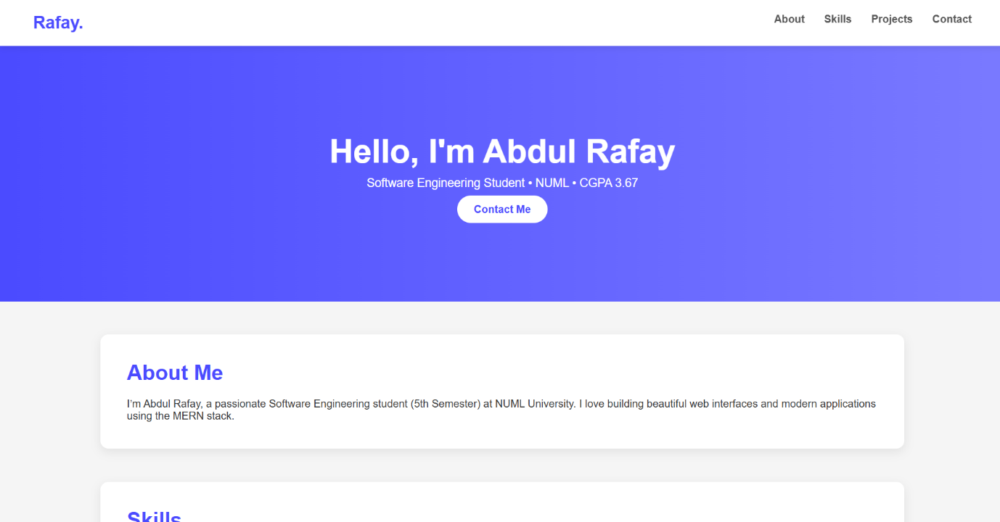 Rafay.
About Skills Projects Contact
Hello, I'm Abdul Rafay
Software Engineering Student • NUML • CGPA 3.67
Contact Me
About Me
I'm Abdul Rafay, a passionate Software Engineering student (5th Semester) at NUML University. I love building beautiful web interfaces and modern applications
using the MERN stack.
Skills